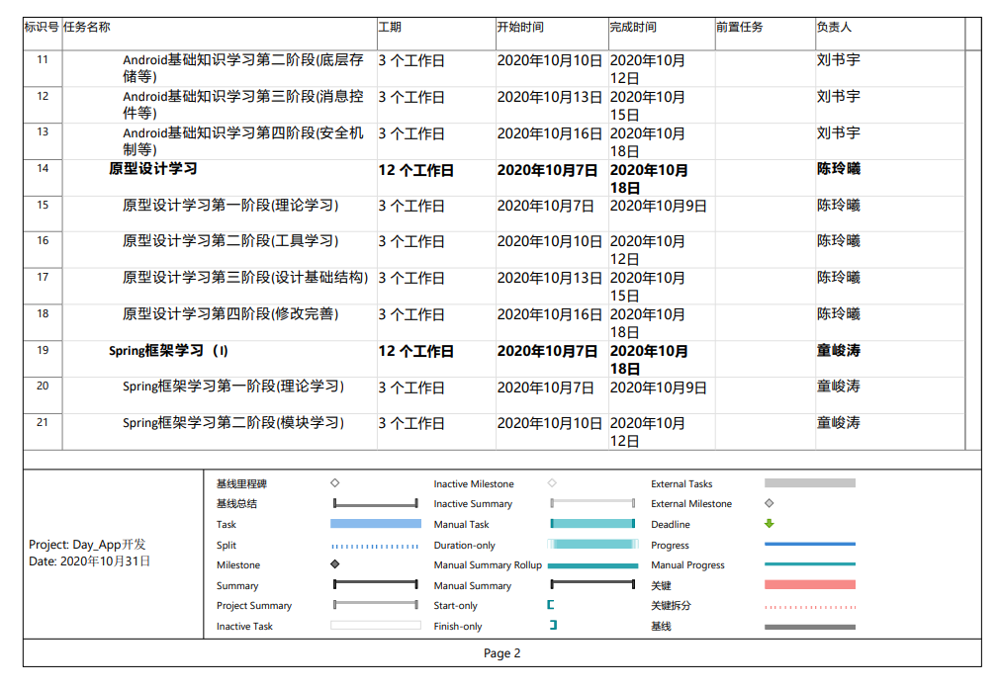 标识号 任务名称 工期 开始时间 完成时间 前置任务 负责人
11 Android基础知识学习第二阶段(底层存 3 个工作日 2020年10月10日 2020年10月 刘书宇
储等) 12日
12 Android基础知识学习第三阶段(消息控 3 个工作日 2020年10月13日 2020年10月 刘书宇
件等) 15日
13 Android基础知识学习第四阶段(安全机 3 个工作日 2020年10月16日 2020年10月 刘书宇
制等) 18日
14 原型设计学习 12 个工作日 2020年10月7日 2020年10月 陈玲曦
18日
15 原型设计学习第一阶段(理论学习) 3 个工作日 2020年10月7日 2020年10月9日 陈玲曦
16 原型设计学习第二阶段(工具学习) 3 个工作日 2020年10月10日 2020年10月 陈玲曦
12日
17 原型设计学习第三阶段(设计基础结构) 3 个工作日 2020年10月13日 2020年10月 陈玲曦
15日
18 原型设计学习第四阶段(修改完善) 3 个工作日 2020年10月16日 2020年10月 陈玲曦
18日
19 Spring框架学习（I) 12 个工作日 2020年10月7日 2020年10月 童峻涛
18日
20 Spring框架学习第一阶段(理论学习) 3 个工作日 2020年10月7日 2020年10月9日 童峻涛
21 Spring框架学习第二阶段(模块学习) 3 个工作日 2020年10月10日 2020年10月 童峻涛
12日
Project: Day_App开发
Date: 2020年10月31日
基线里程碑 Inactive Milestone External Tasks
基线总结 Inactive Summary External Milestone
Task Manual Task Deadline
Split Duration-only Progress
Milestone Manual Summary Rollup Manual Progress
Summary Manual Summary 关键
Project Summary Start-only 关键拆分
Inactive Task Finish-only 基线
Page 2